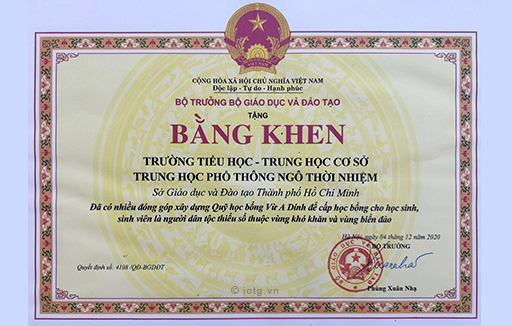 CỘNG HÒA XÃ HỘI CHỦ NGHĨA VIỆT NAM
Độc lập - Tự do - Hạnh phúc
BỘ TRƯỞNG BỘ GIÁO DỤC VÀ ĐÀO TẠO
TẶNG
BẰNG KHEN
TRƯỜNG TIỂU HỌC - TRUNG HỌC CƠ SỞ
TRUNG HỌC PHỔ THÔNG NGÔ THỜI NHIỆM
Sở Giáo dục và Đào tạo Thành phố Hồ Chí Minh
Đã có nhiều đóng góp xây dựng Quỹ học bổng Vừ A Dính để cấp học bổng cho học sinh,
sinh viên là người dân tộc thiểu số thuộc vùng khó khăn và vùng biển đảo
Hà Nội, ngày 04 tháng 12 năm 2020
BỘ TRƯỞNG
Quyết định số: 4108 /QĐ-BGDĐT
© iotg.vn
Phùng Xuân Nhạ